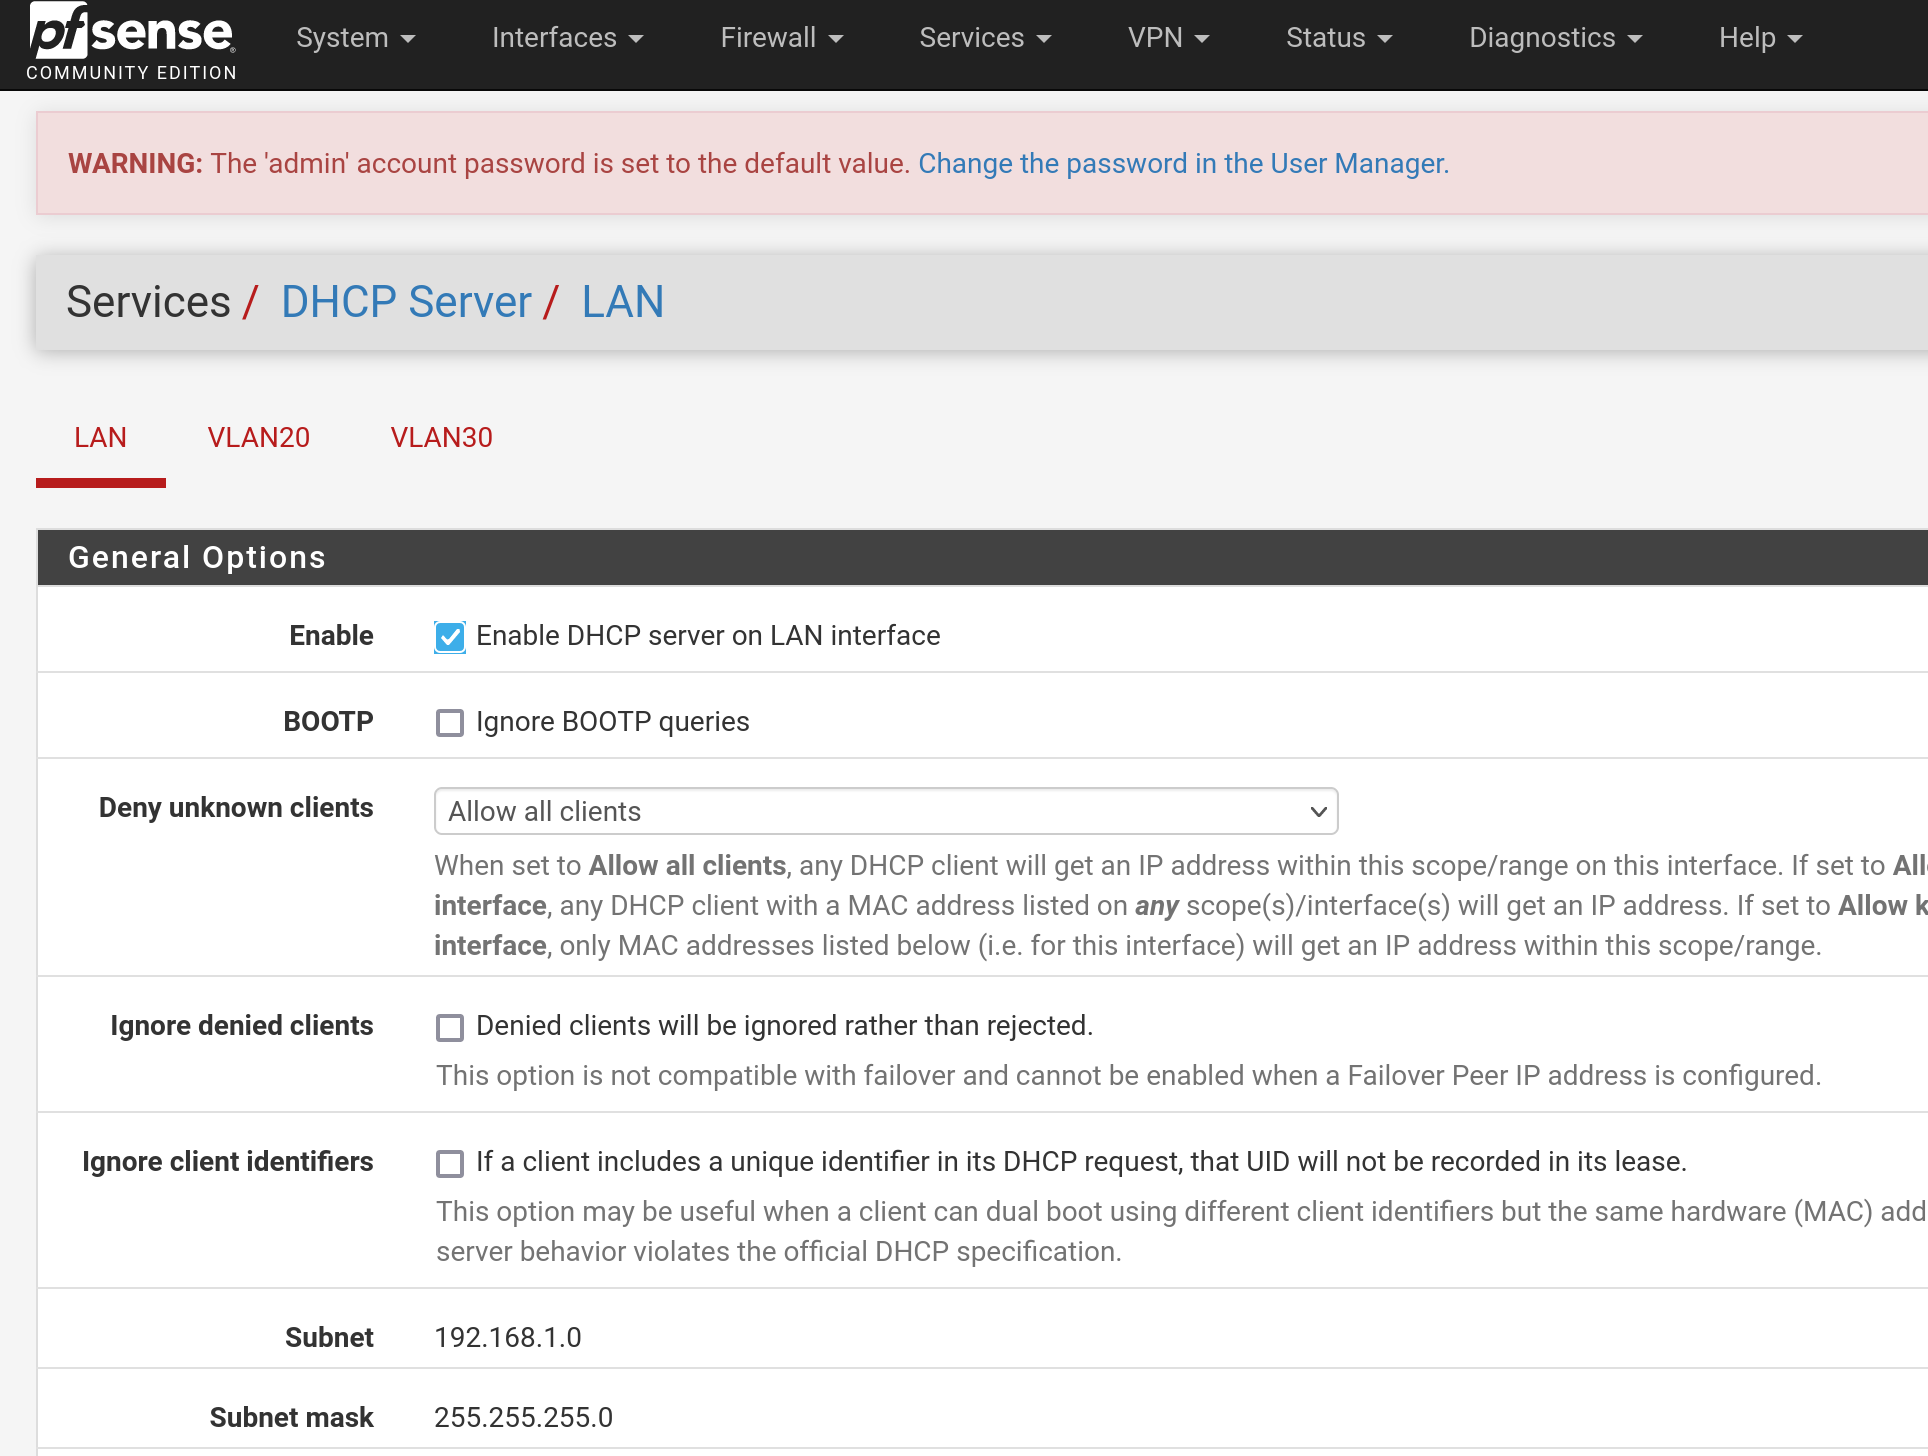 pfsense
COMMUNITY EDITION
System
Interfaces
Firewall
Services
VPN
Status
Diagnostics
Help
WARNING: The 'admin' account password is set to the default value. Change the password in the User Manager.
Services / DHCP Server / LAN
LAN
VLAN20
VLAN30
General Options
Enable
Enable DHCP server on LAN interface
BOOTP
Ignore BOOTP queries
Deny unknown clients
Allow all clients
When set to Allow all clients, any DHCP client will get an IP address within this scope/range on this interface. If set to
interface, any DHCP client with a MAC address listed on any scope(s)/interface(s) will get an IP address. If set to Allow
interface, only MAC addresses listed below (i.e. for this interface) will get an IP address within this scope/range.
Ignore denied clients
Denied clients will be ignored rather than rejected.
This option is not compatible with failover and cannot be enabled when a Failover Peer IP address is configured.
Ignore client identifiers
If a client includes a unique identifier in its DHCP request, that UID will not be recorded in its lease.
This option may be useful when a client can dual boot using different client identifiers but the same hardware (MAC) add
server behavior violates the official DHCP specification.
Subnet
192.168.1.0
Subnet mask
255.255.255.0